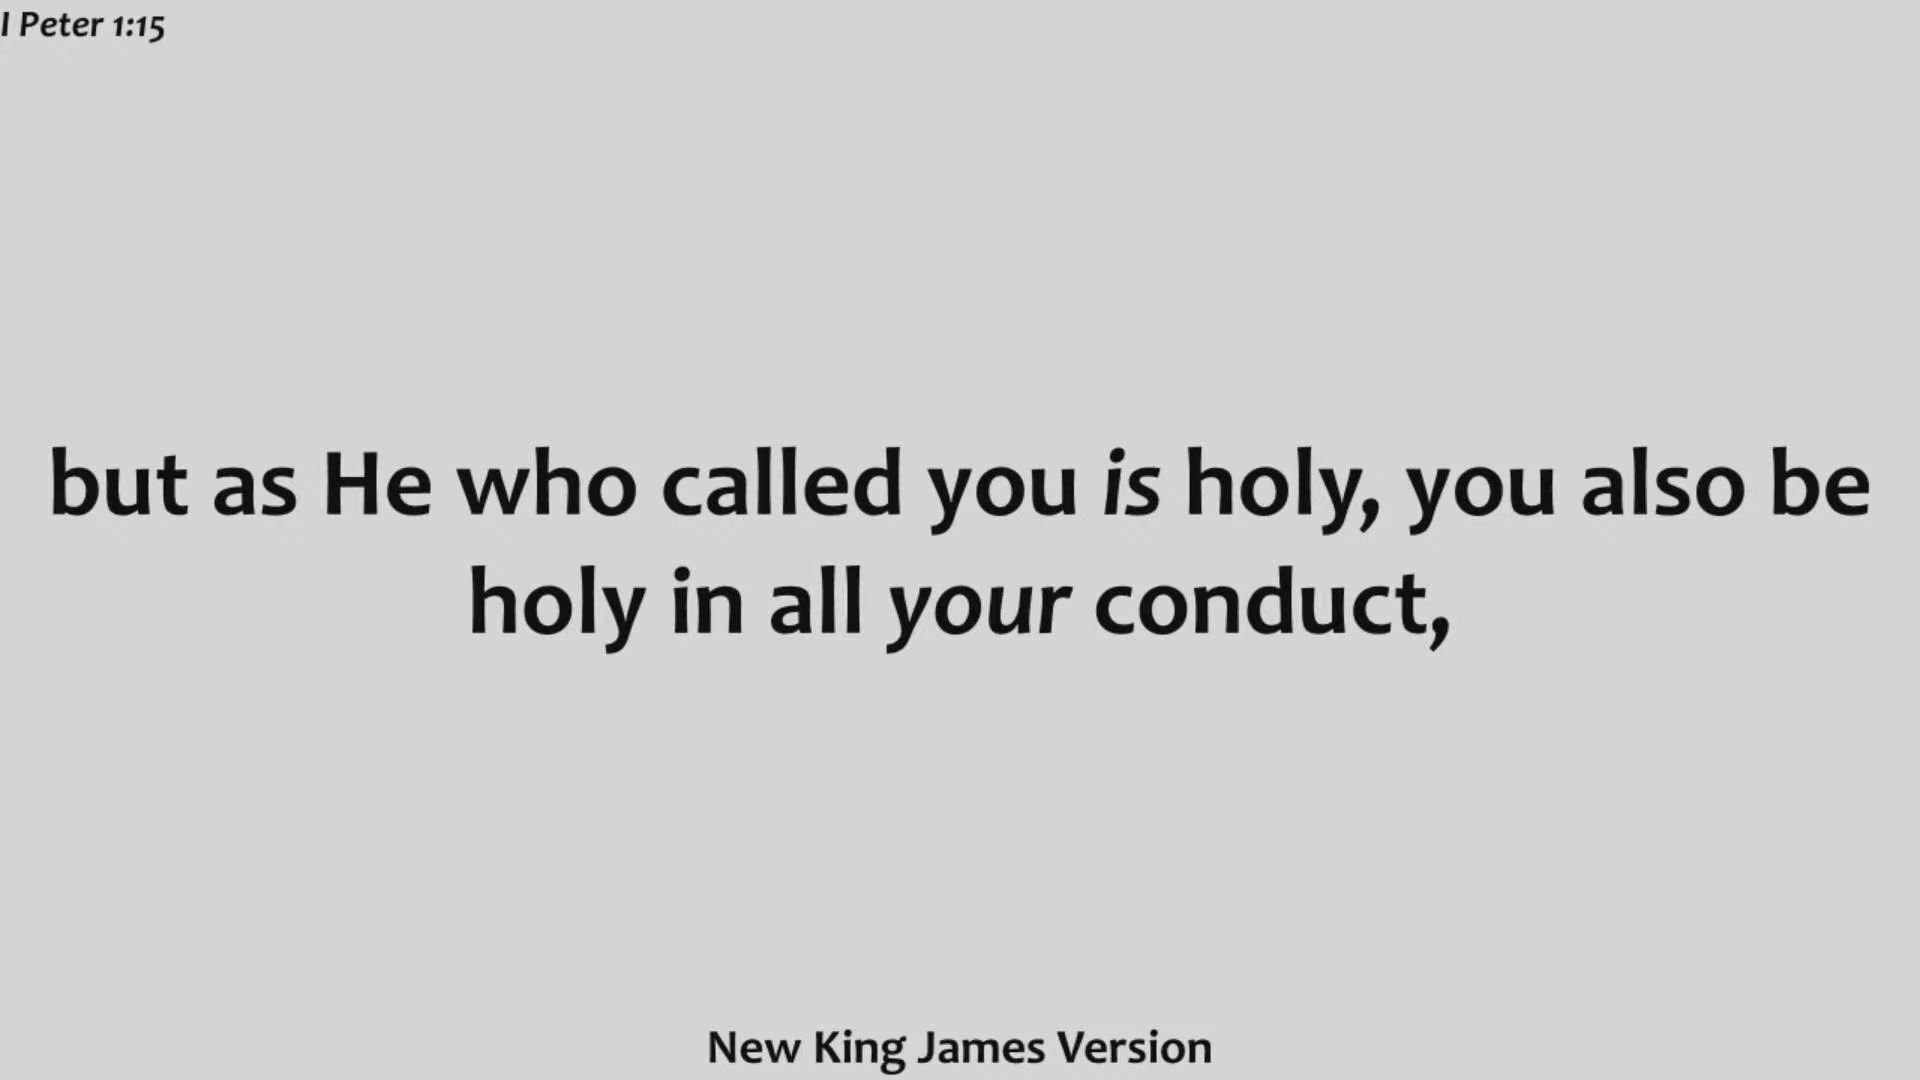 I Peter 1:15
but as He who called you is holy, you also be
holy in all your conduct,
New King James Version